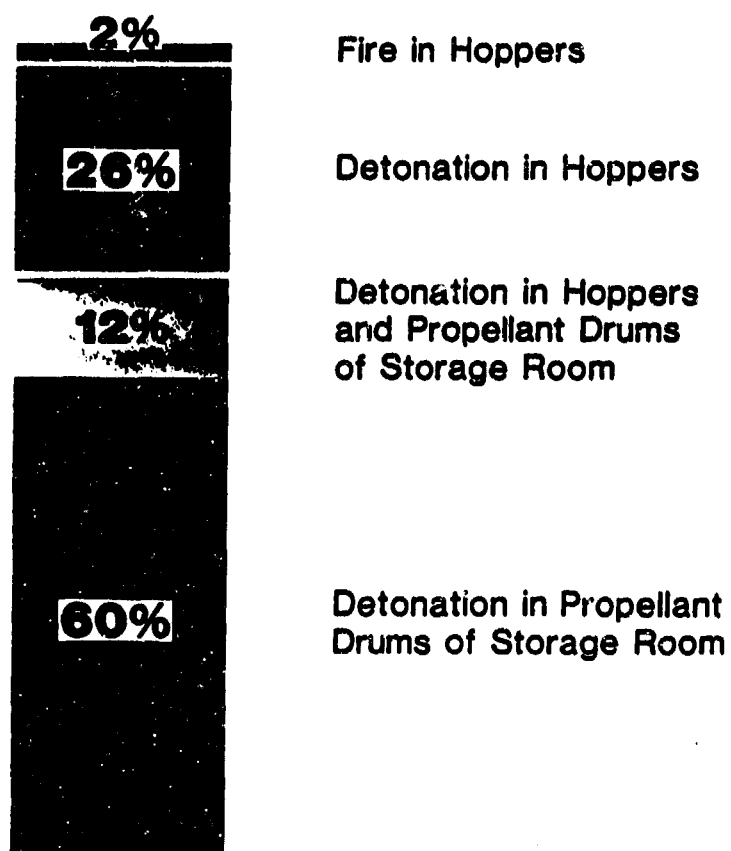 2%
Fire in Hoppers
26%
Detonation in Hoppers
12%
Detonation in Hoppers
and Propellant Drums
of Storage Room
60%
Detonation in Propellant
Drums of Storage Room